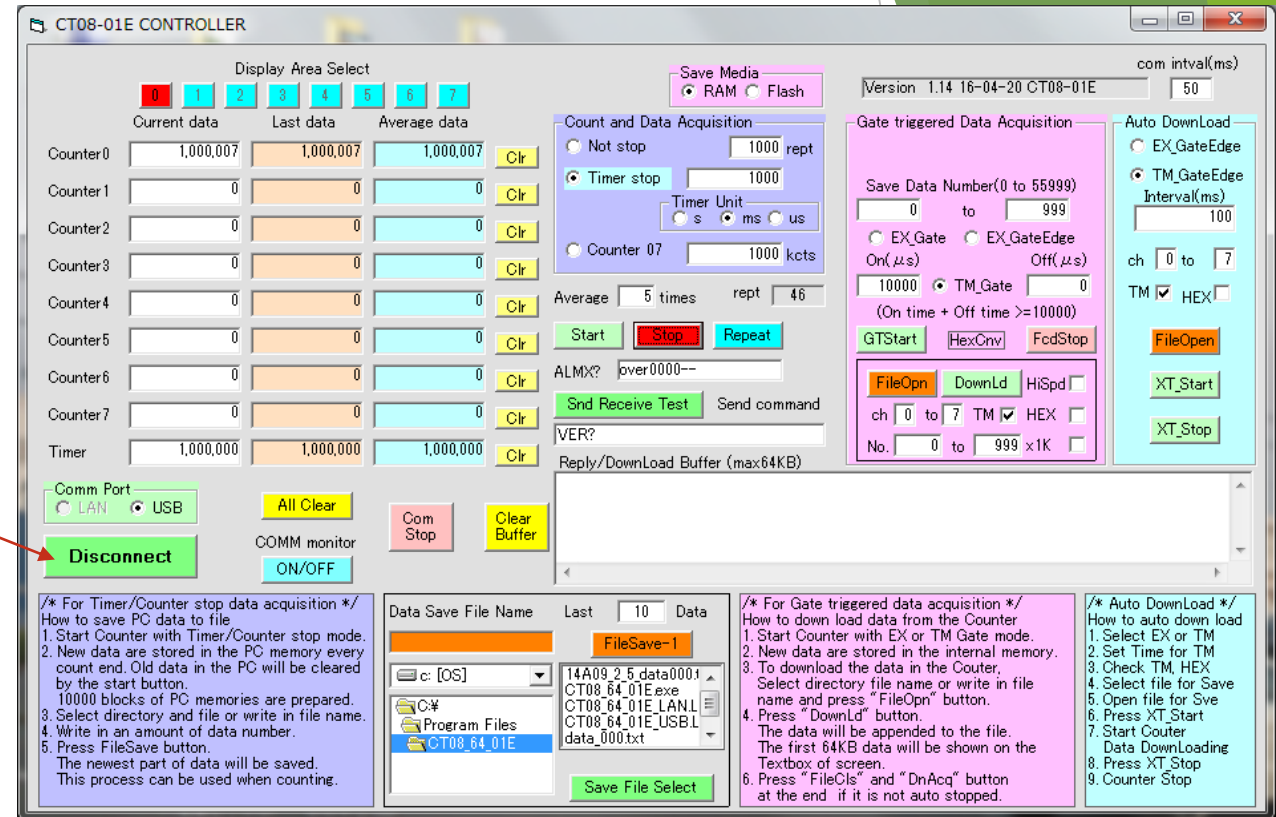 CT08-01E CONTROLLER
Display Area Select
0 1 2 3 4 5 6 7
Current data Last data Average data
Counter0 1,000,007 1,000,007 1,000,007 Clr
Counter1 0 0 0 Clr
Counter2 0 0 0 Clr
Counter3 0 0 0 Clr
Counter4 0 0 0 Clr
Counter5 0 0 0 Clr
Counter6 0 0 0 Clr
Counter7 0 0 0 Clr
Timer 1,000,000 1,000,000 1,000,000 Clr
Comm Port
LAN USB
Disconnect
All Clear
COMM monitor
ON/OFF
Com
Stop
Clear
Buffer
Save Media
RAM Flash
Count and Data Acquisition
Not stop 1000 rept
Timer stop 1000
Timer Unit
s ms us
Counter 07 1000 kcts
Average 5 times rept 46
Start Stop Repeat
ALMX? over0000--
Snd Receive Test Send command
VER?
Reply/DownLoad Buffer (max64KB)
Version 1.14 16-04-20 CT08-01E
com intval(ms)
50
Gate triggered Data Acquisition
Save Data Number(0 to 55999)
0 to 999
EX_Gate EX_GateEdge
On(μs) Off(μs)
10000 TM_Gate 0
(On time + Off time >=10000)
GTStart HexCnv FcdStop
FileOpn DownLd HiSpd
ch 0 to 7 TM HEX
No. 0 to 999 x1K
Auto DownLoad
EX_GateEdge
TM_GateEdge
Interval(ms)
100
ch 0 to 7
TM HEX
FileOpen
XT_Start
XT_Stop
/* For Timer/Counter stop data acquisition */
How to save PC data to file
1. Start Counter with Timer/Counter stop mode.
2. New data are stored in the PC memory every
count end. Old data in the PC will be cleared
by the start button.
10000 blocks of PC memories are prepared.
3. Select directory and file or write in file name.
4. Write in an amount of data number.
5. Press FileSave button.
The newest part of data will be saved.
This process can be used when counting.
Data Save File Name Last 10 Data
FileSave-1
c: [OS]
C:¥
Program Files
CT08_64_01E
14A09_2_5_data000.t
CT08_64_01E.exe
CT08_64_01E_LAN.L
CT08_64_01E_USB.L
data_000.txt
Save File Select
/* For Gate triggered data acquisition */
How to down load data from the Counter
1. Start Counter with EX or TM Gate mode.
2. New data are stored in the internal memory.
3. To download the data in the Couter,
Select directory file name or write in file
name and press "FileOpn" button.
4. Press "DownLd" button.
The data will be appended to the file.
The first 64KB data will be shown on the
Textbox of screen.
6. Press "FileCls" and "DnAcq" button
at the end if it is not auto stopped.
/* Auto DownLoad */
How to auto down load
1. Select EX or TM
2. Set Time for TM
3. Check TM, HEX
4. Select file for Save
5. Open file for Sve
6. Press XT_Start
7. Start Couter
Data DownLoading
8. Press XT_Stop
9. Counter Stop